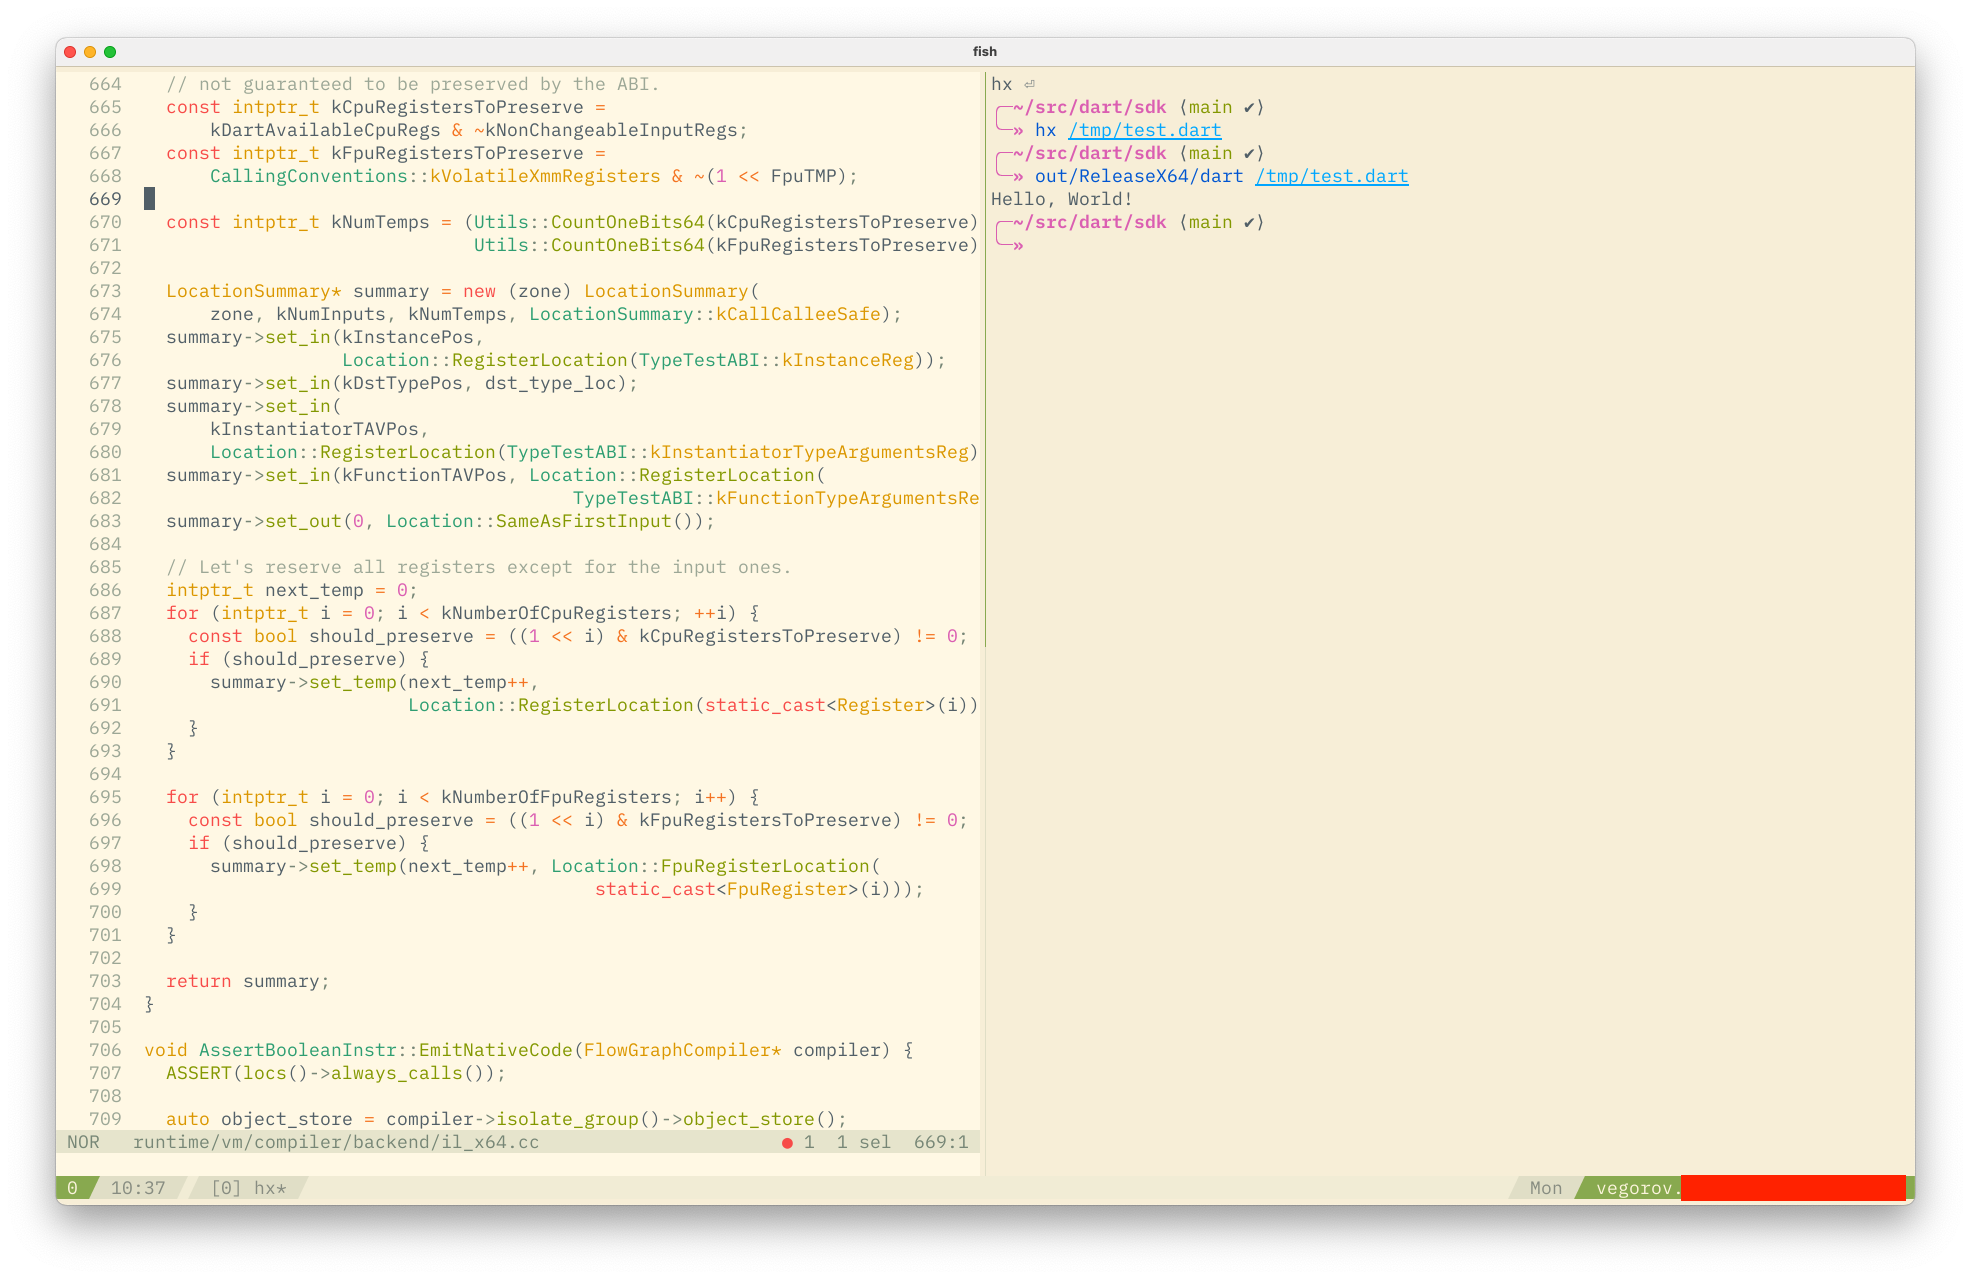 fish
664    // not guaranteed to be preserved by the ABI.
665    const intptr_t kCpuRegistersToPreserve =
666        kDartAvailableCpuRegs & ~kNonChangeableInputRegs;
667    const intptr_t kFpuRegistersToPreserve =
668        CallingConventions::kVolatileXmmRegisters & ~(1 << FpuTMP);
669
670    const intptr_t kNumTemps = (Utils::CountOneBits64(kCpuRegistersToPreserve)
671                                Utils::CountOneBits64(kFpuRegistersToPreserve)
672
673    LocationSummary* summary = new (zone) LocationSummary(
674        zone, kNumInputs, kNumTemps, LocationSummary::kCallCalleeSafe);
675    summary->set_in(kInstancePos,
676                    Location::RegisterLocation(TypeTestABI::kInstanceReg));
677    summary->set_in(kDstTypePos, dst_type_loc);
678    summary->set_in(
679        kInstantiatorTAVPos,
680        Location::RegisterLocation(TypeTestABI::kInstantiatorTypeArgumentsReg)
681    summary->set_in(kFunctionTAVPos, Location::RegisterLocation(
682                                         TypeTestABI::kFunctionTypeArgumentsRe
683    summary->set_out(0, Location::SameAsFirstInput());
684
685    // Let's reserve all registers except for the input ones.
686    intptr_t next_temp = 0;
687    for (intptr_t i = 0; i < kNumberOfCpuRegisters; ++i) {
688      const bool should_preserve = ((1 << i) & kCpuRegistersToPreserve) != 0;
689      if (should_preserve) {
690        summary->set_temp(next_temp++,
691                          Location::RegisterLocation(static_cast<Register>(i))
692      }
693    }
694
695    for (intptr_t i = 0; i < kNumberOfFpuRegisters; i++) {
696      const bool should_preserve = ((1 << i) & kFpuRegistersToPreserve) != 0;
697      if (should_preserve) {
698        summary->set_temp(next_temp++, Location::FpuRegisterLocation(
699                                           static_cast<FpuRegister>(i)));
700      }
701    }
702
703    return summary;
704  }
705
706  void AssertBooleanInstr::EmitNativeCode(FlowGraphCompiler* compiler) {
707    ASSERT(locs()->always_calls());
708
709    auto object_store = compiler->isolate_group()->object_store();
NOR   runtime/vm/compiler/backend/il_x64.cc   ● 1  1 sel  669:1
hx ⏎
╭─~/src/dart/sdk ⟨main ✔⟩
╰─» hx /tmp/test.dart
╭─~/src/dart/sdk ⟨main ✔⟩
╰─» out/ReleaseX64/dart /tmp/test.dart
Hello, World!
╭─~/src/dart/sdk ⟨main ✔⟩
╰─»
0  10:37  [0] hx*
Mon  vegorov.